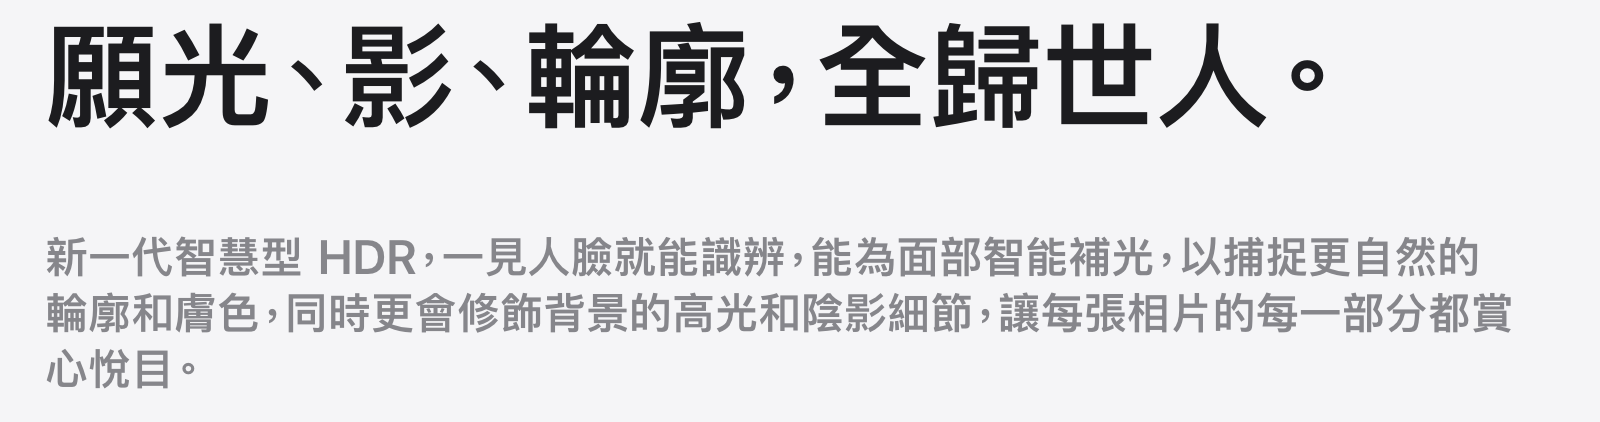 願光、影、輪廓，全歸世人。
新一代智慧型 HDR，一見人臉就能識辨，能為面部智能補光，以捕捉更自然的
輪廓和膚色，同時更會修飾背景的高光和陰影細節，讓每張相片的每一部分都賞
心悅目。